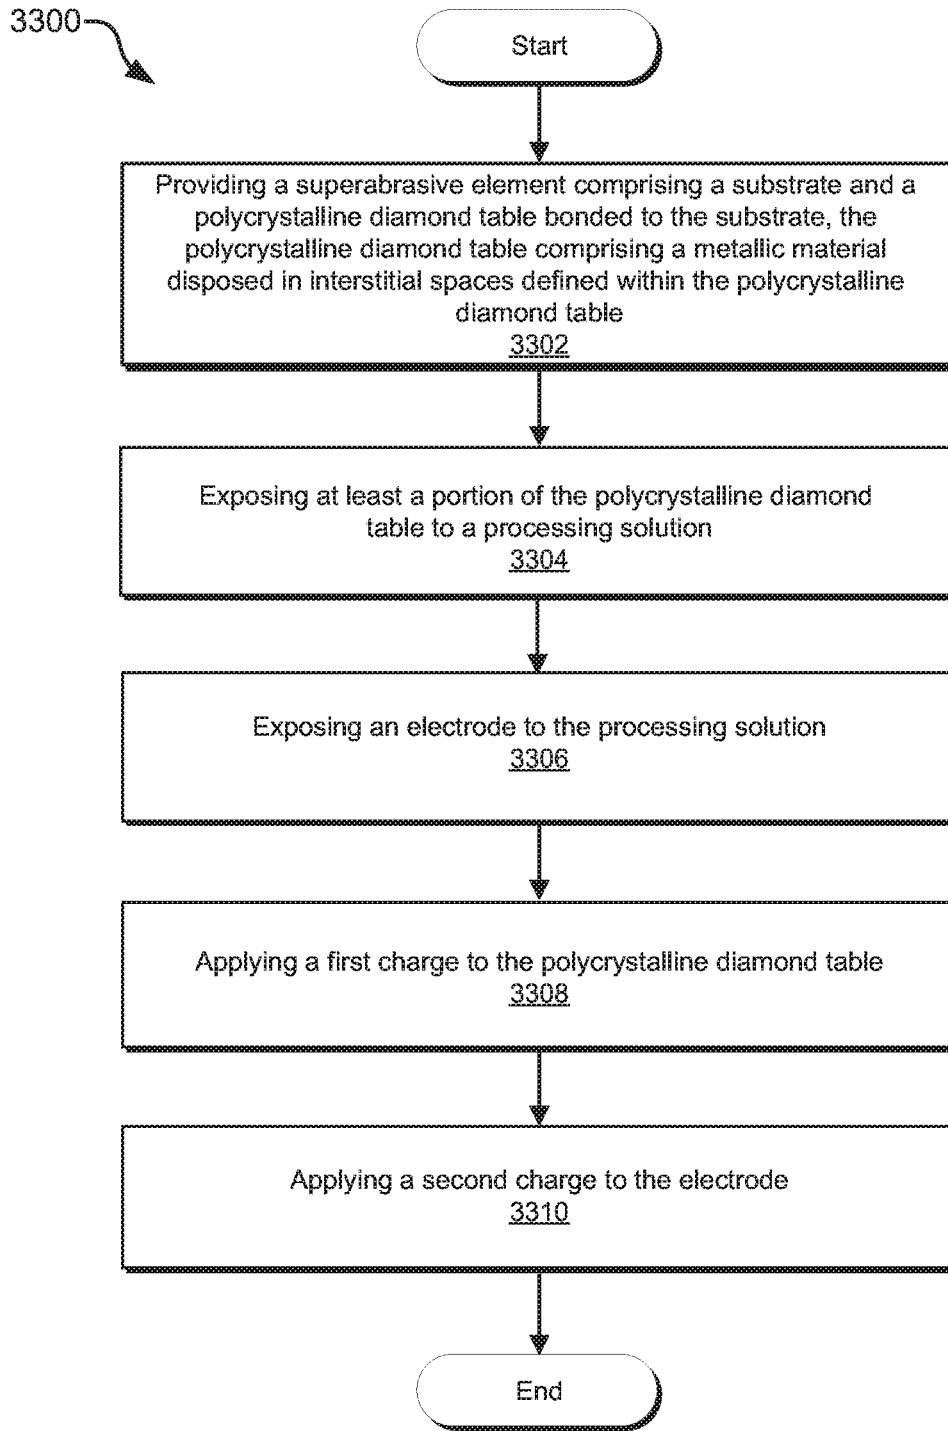 3300
Start
Providing a superabrasive element comprising a substrate and a
polycrystalline diamond table bonded to the substrate, the
polycrystalline diamond table comprising a metallic material
disposed in interstitial spaces defined within the polycrystalline
diamond table
3302
Exposing at least a portion of the polycrystalline diamond
table to a processing solution
3304
Exposing an electrode to the processing solution
3306
Applying a first charge to the polycrystalline diamond table
3308
Applying a second charge to the electrode
3310
End